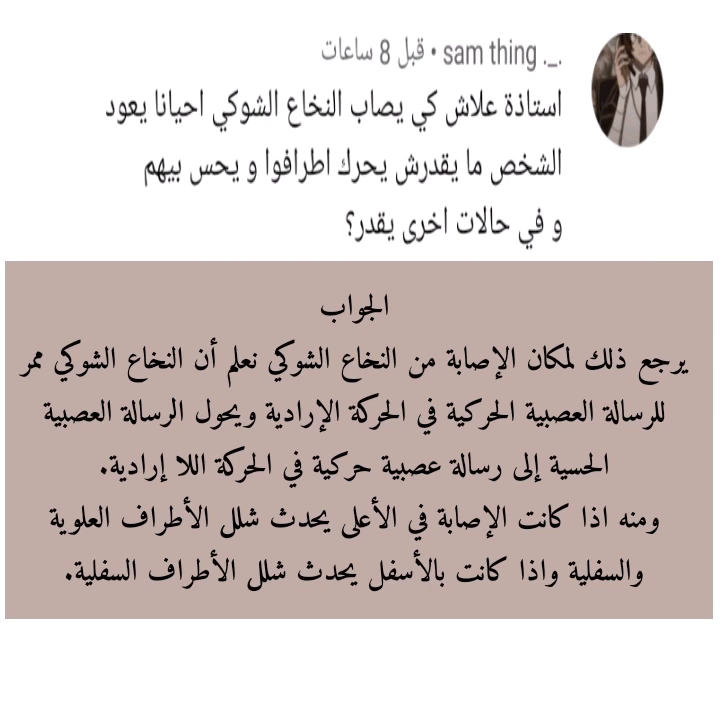 sam thing ._. • قبل 8 ساعات
استاذة علاش كي يصاب النخاع الشوكي احيانا يعود
الشخص ما يقدرش يحرك اطرافوا و يحس بيهم
و في حالات اخرى يقدر؟
الجواب
يرجع ذلك لمكان الإصابة من النخاع الشوكي نعلم أن النخاع الشوكي ممر
للرسالة العصبية الحركية في الحركة الإرادية ويحول الرسالة العصبية
الحسية إلى رسالة عصبية حركية في الحركة اللا إرادية.
ومنه اذا كانت الإصابة في الأعلى يحدث شلل الأطراف العلوية
والسفلية واذا كانت بالأسفل يحدث شلل الأطراف السفلية.